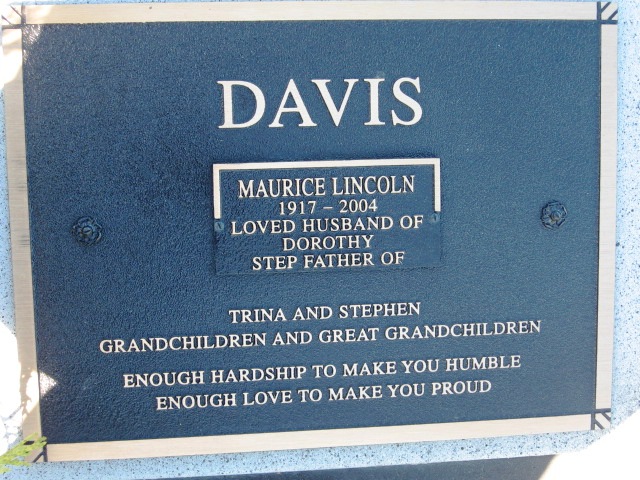 DAVIS
MAURICE LINCOLN
1917 – 2004
LOVED HUSBAND OF
DOROTHY
STEP FATHER OF
TRINA AND STEPHEN
GRANDCHILDREN AND GREAT GRANDCHILDREN
ENOUGH HARDSHIP TO MAKE YOU HUMBLE
ENOUGH LOVE TO MAKE YOU PROUD